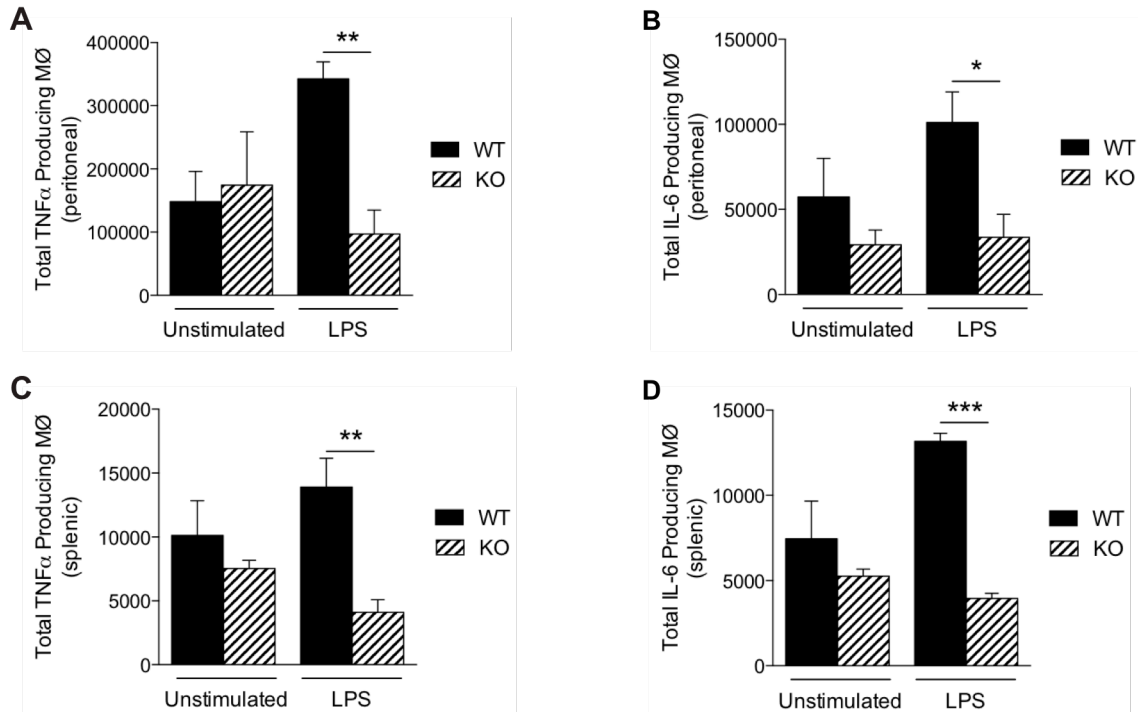 A
Total TNFα Producing MØ
(peritoneal)
400000
300000
200000
100000
0
**
Unstimulated
LPS
WT
KO
B
Total IL-6 Producing MØ
(peritoneal)
150000
100000
50000
0
*
Unstimulated
LPS
WT
KO
C
Total TNFα Producing MØ
(splenic)
20000
15000
10000
5000
0
**
Unstimulated
LPS
WT
KO
D
Total IL-6 Producing MØ
(splenic)
15000
10000
5000
0
***
Unstimulated
LPS
WT
KO